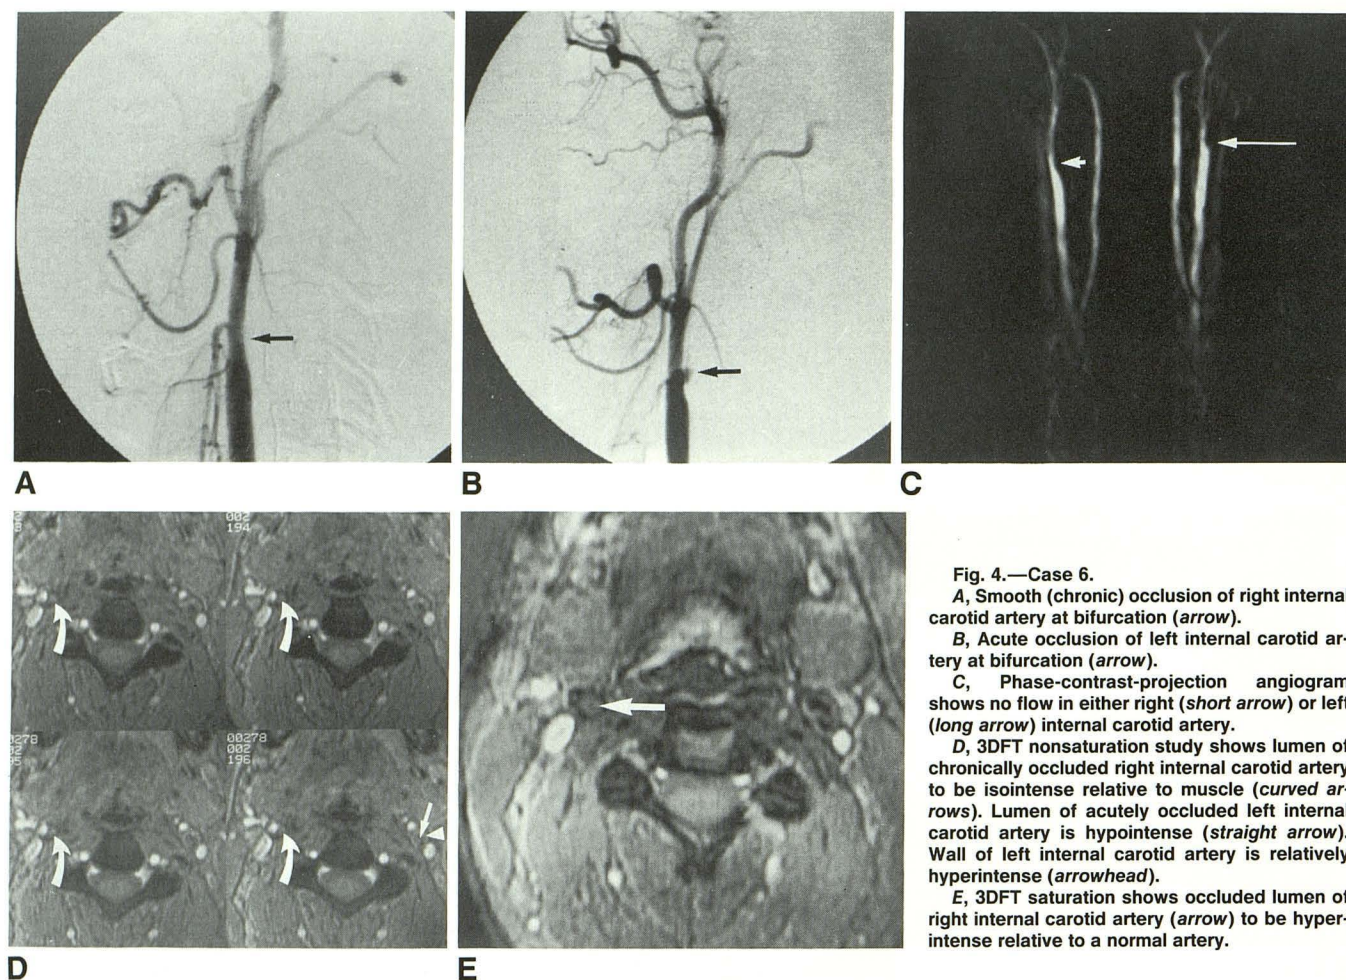 A
B
C
002
194
00278
02
00278
002
196
D
E
Fig. 4.—Case 6.
A, Smooth (chronic) occlusion of right internal
carotid artery at bifurcation (arrow).
B, Acute occlusion of left internal carotid ar-
tery at bifurcation (arrow).
C, Phase-contrast-projection angiogram
shows no flow in either right (short arrow) or left
(long arrow) internal carotid artery.
D, 3DFT nonsaturation study shows lumen of
chronically occluded right internal carotid artery
to be isointense relative to muscle (curved ar-
rows). Lumen of acutely occluded left internal
carotid artery is hypointense (straight arrow).
Wall of left internal carotid artery is relatively
hyperintense (arrowhead).
E, 3DFT saturation shows occluded lumen of
right internal carotid artery (arrow) to be hyper-
intense relative to a normal artery.